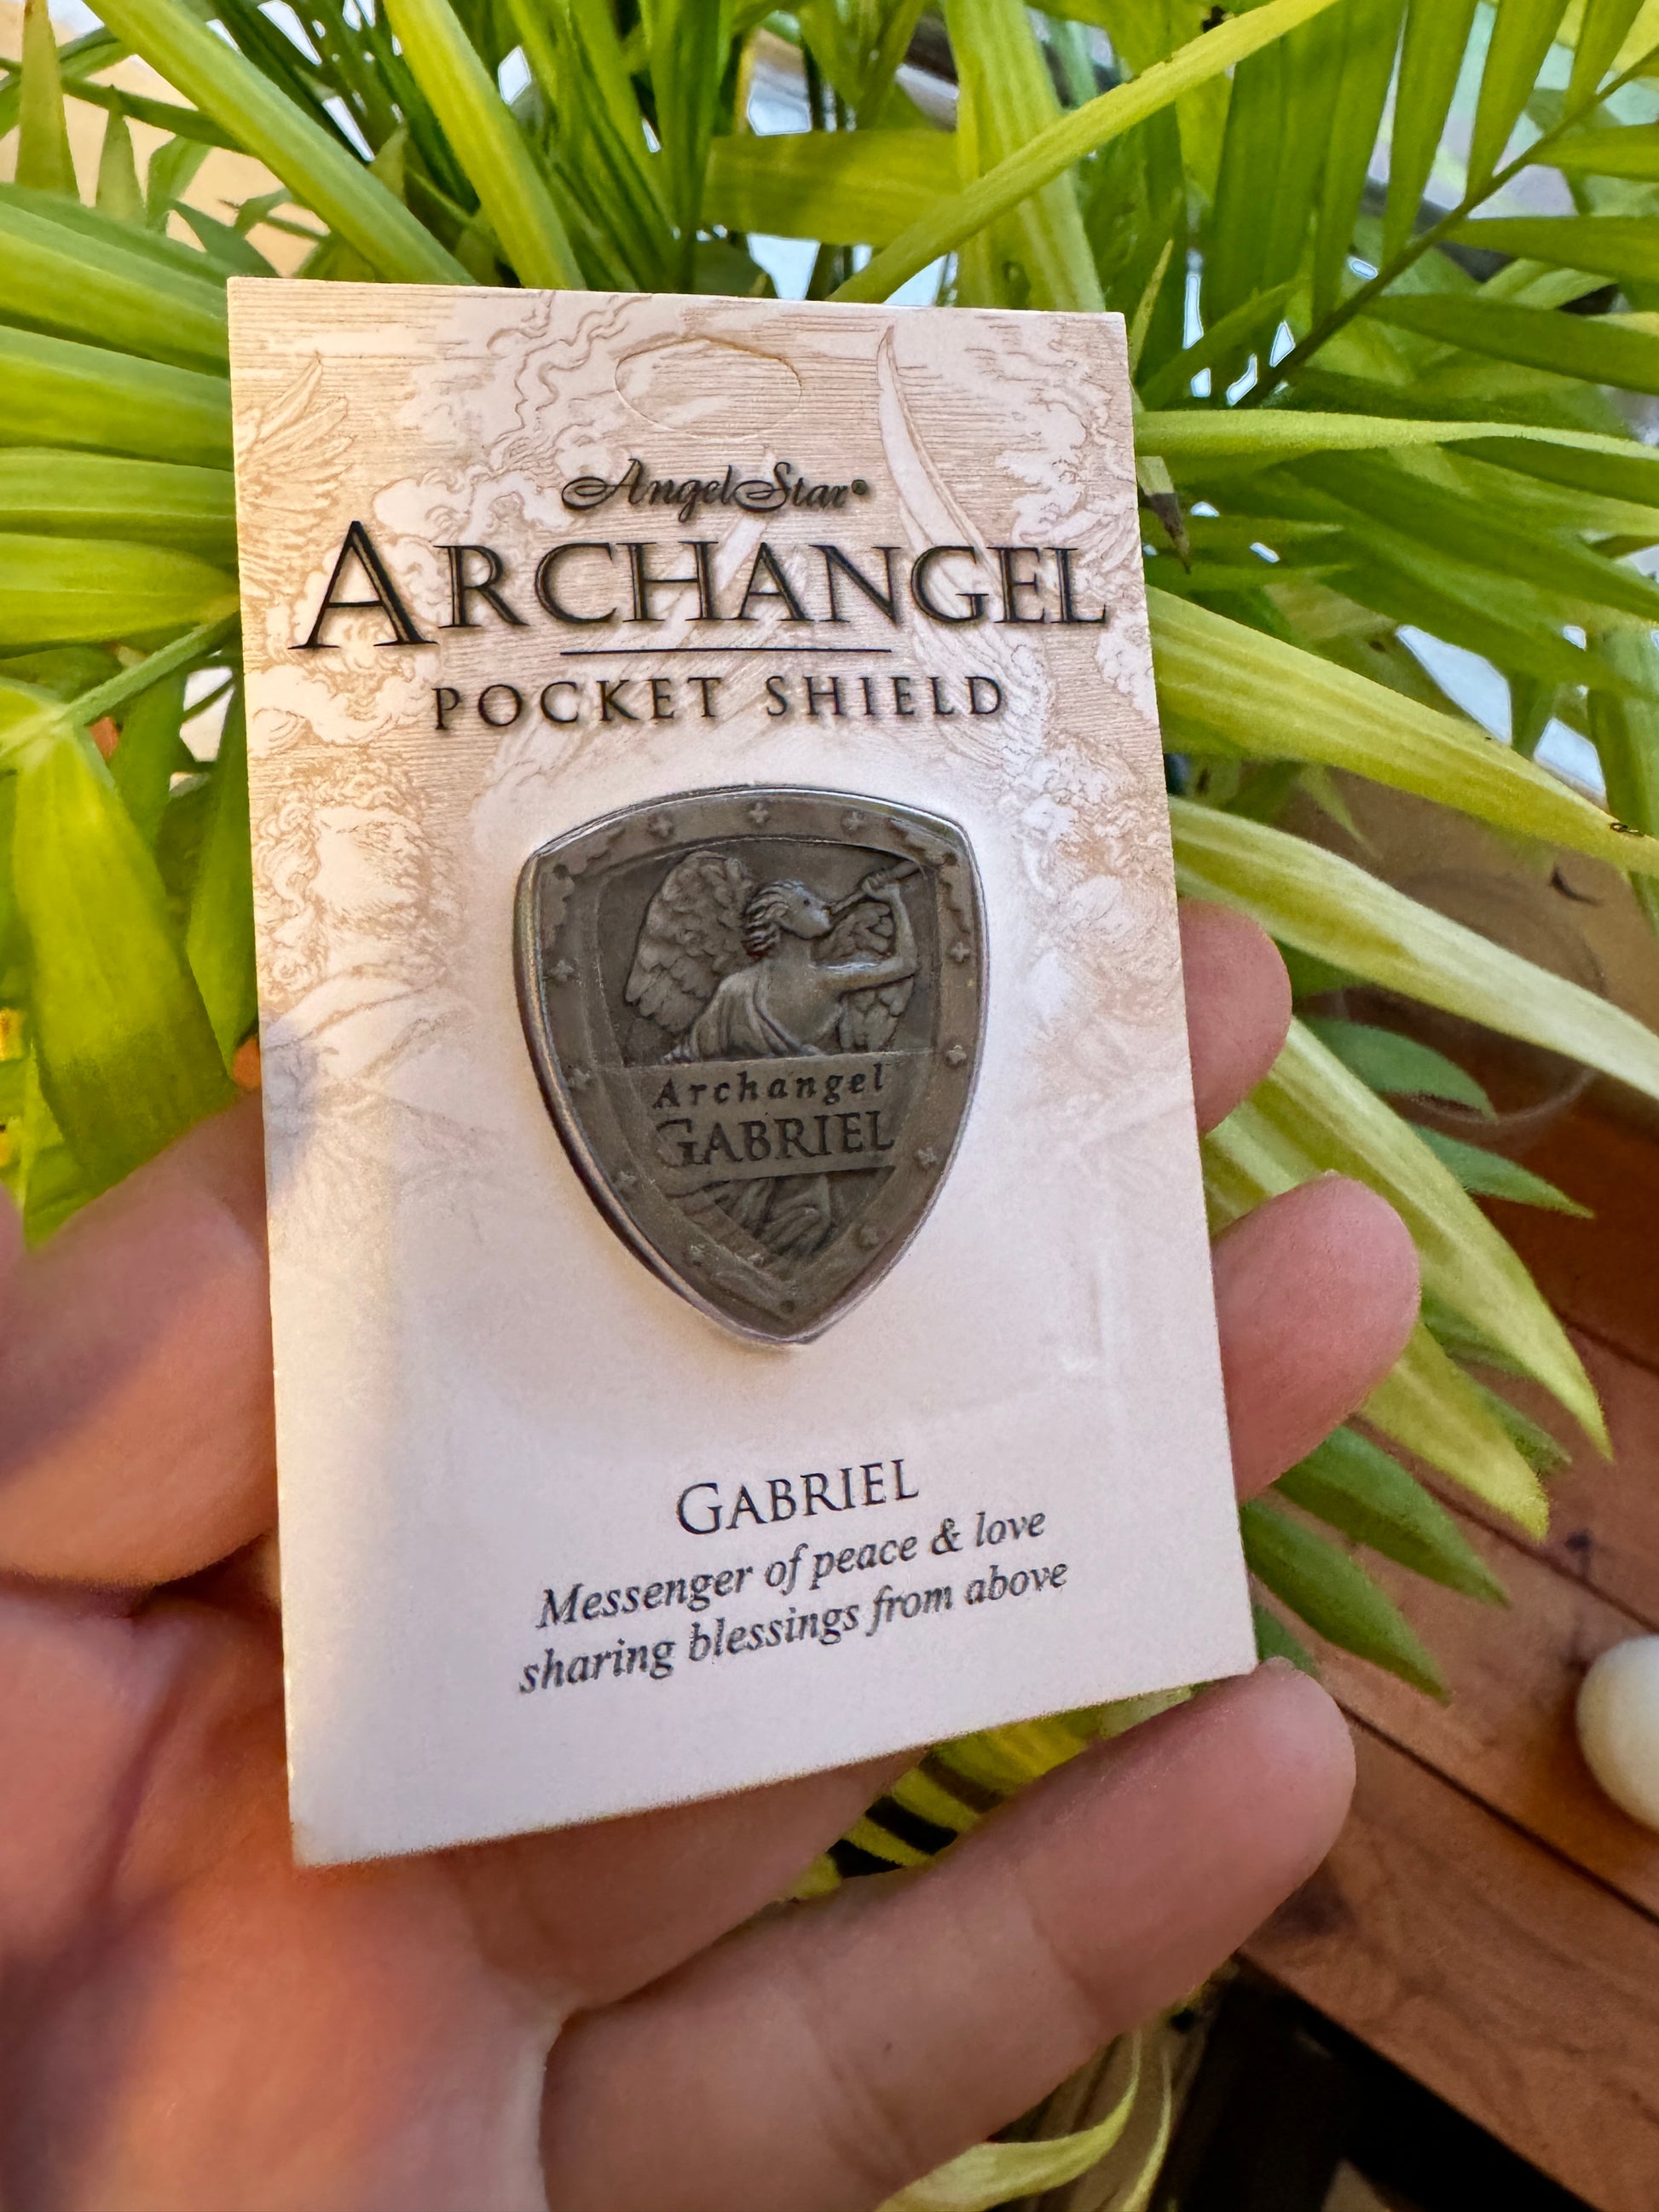 AngelStar®
ARCHANGEL
POCKET SHIELD
Archangel
GABRIEL
GABRIEL
Messenger of peace & love
sharing blessings from above